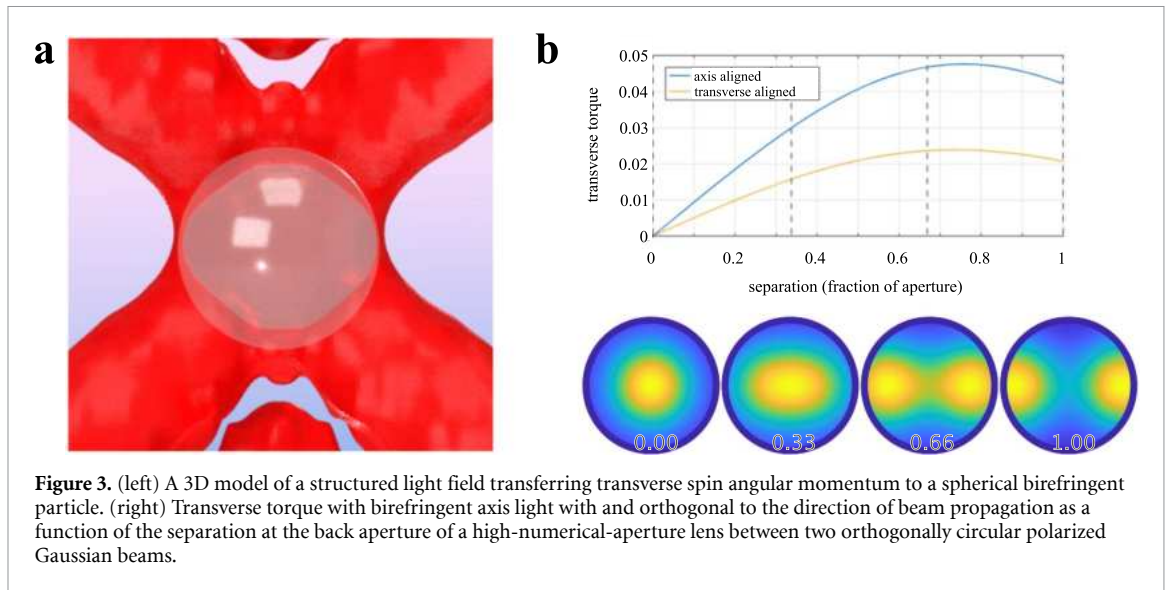 a
b
0.05
0.04
0.03
0.02
0.01
0
transverse torque
axis aligned
transverse aligned
0 0.2 0.4 0.6 0.8 1
separation (fraction of aperture)
0.00 0.33 0.66 1.00
Figure 3. (left) A 3D model of a structured light field transferring transverse spin angular momentum to a spherical birefringent
particle. (right) Transverse torque with birefringent axis light with and orthogonal to the direction of beam propagation as a
function of the separation at the back aperture of a high-numerical-aperture lens between two orthogonally circular polarized
Gaussian beams.